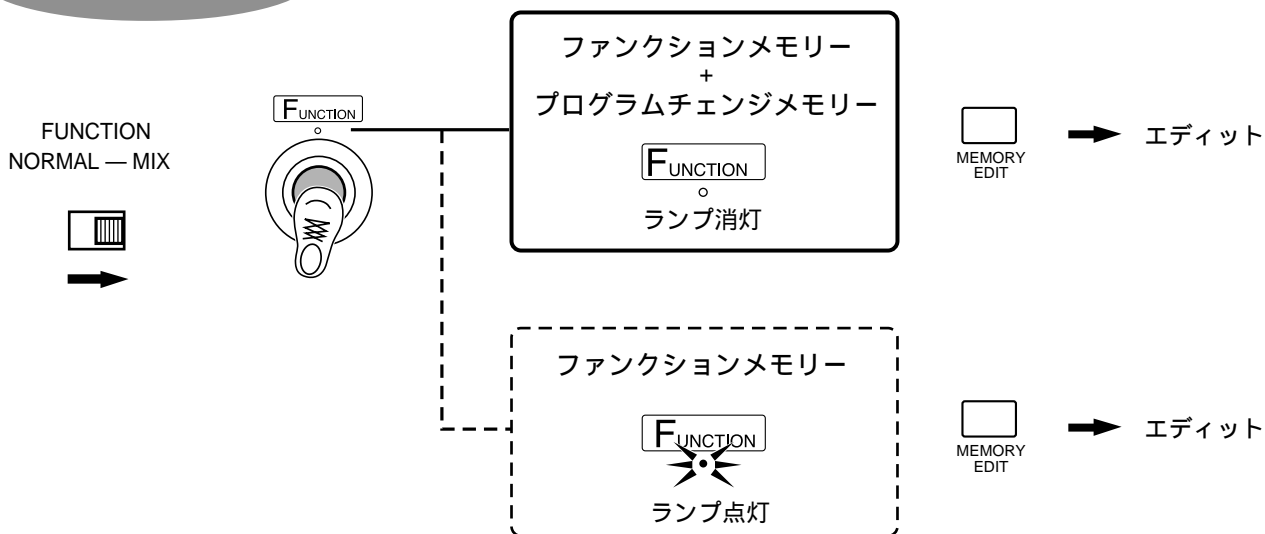 FUNCTION
NORMAL — MIX
FUNCTION
ファンクションメモリー
+
プログラムチェンジメモリー
FUNCTION
ランプ消灯
MEMORY
EDIT
エディット
ファンクションメモリー
FUNCTION
ランプ点灯
MEMORY
EDIT
エディット